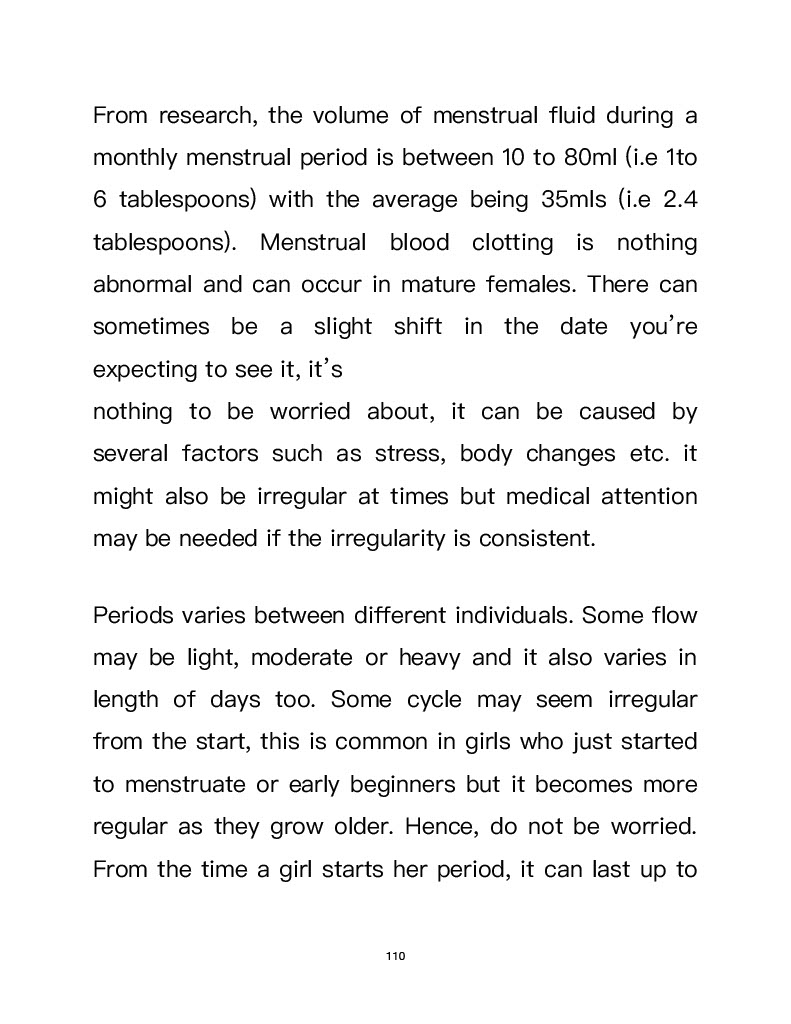 From research, the volume of menstrual fluid during a
monthly menstrual period is between 10 to 80ml (i.e 1to
6 tablespoons) with the average being 35mls (i.e 2.4
tablespoons). Menstrual blood clotting is nothing
abnormal and can occur in mature females. There can
sometimes be a slight shift in the date you’re
expecting to see it, it’s
nothing to be worried about, it can be caused by
several factors such as stress, body changes etc. it
might also be irregular at times but medical attention
may be needed if the irregularity is consistent.
Periods varies between different individuals. Some flow
may be light, moderate or heavy and it also varies in
length of days too. Some cycle may seem irregular
from the start, this is common in girls who just started
to menstruate or early beginners but it becomes more
regular as they grow older. Hence, do not be worried.
From the time a girl starts her period, it can last up to
110